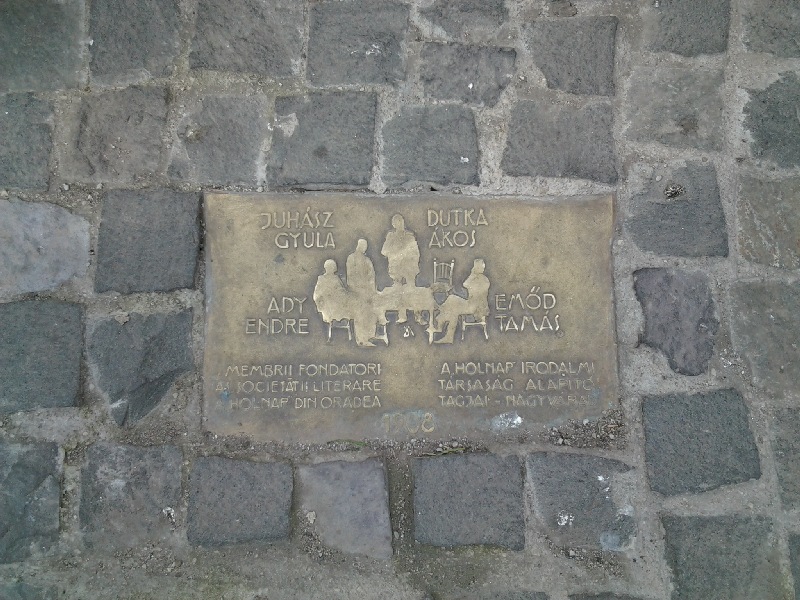 JUHÁSZ
GYULA
DUTKA
ÁKOS
ADY
ENDRE
EMŐD
TAMÁS
MEMBRII FONDATORI
AI SOCIETĂȚII LITERARE
"A HOLNAP" DIN ORADEA
"A HOLNAP" IRODALMI
TÁRSASÁG ALAPÍTÓ
TAGJAI - NAGYVÁRAD
1908